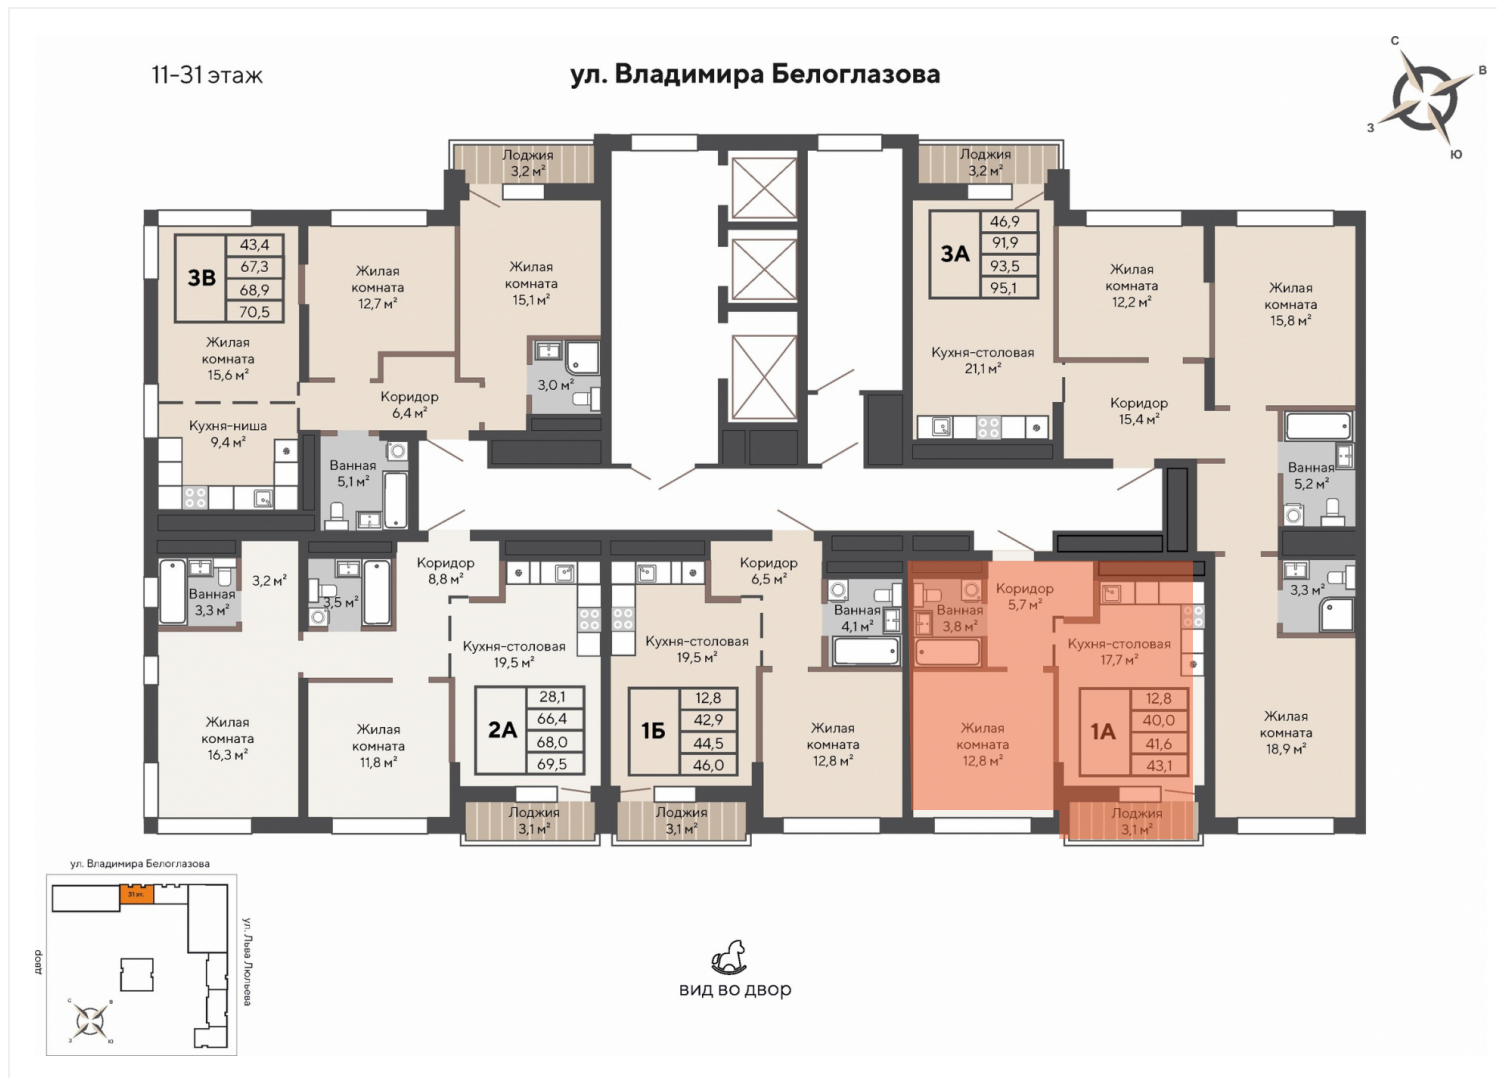 11-31 этаж
ул. Владимира Белоглазова
С
В
З
Ю
Лоджия
3,2 м²
Лоджия
3,2 м²
3В
43,4
67,3
68,9
70,5
Жилая
комната
15,6 м²
Кухня-ниша
9,4 м²
Жилая
комната
12,7 м²
Жилая
комната
15,1 м²
3,0 м²
Коридор
6,4 м²
Ванная
5,1 м²
3А
46,9
91,9
93,5
95,1
Кухня-столовая
21,1 м²
Жилая
комната
12,2 м²
Жилая
комната
15,8 м²
Коридор
15,4 м²
Ванная
5,2 м²
3,3 м²
Жилая
комната
18,9 м²
3,2 м²
Ванная
3,3 м²
3,5 м²
Коридор
8,8 м²
Кухня-столовая
19,5 м²
2А
28,1
66,4
68,0
69,5
Жилая
комната
16,3 м²
Жилая
комната
11,8 м²
Лоджия
3,1 м²
Коридор
6,5 м²
Ванная
4,1 м²
Кухня-столовая
19,5 м²
1Б
12,8
42,9
44,5
46,0
Жилая
комната
12,8 м²
Лоджия
3,1 м²
Коридор
5,7 м²
Ванная
3,8 м²
Кухня-столовая
17,7 м²
1А
12,8
40,0
41,6
43,1
Жилая
комната
12,8 м²
Лоджия
3,1 м²
ул. Владимира Белоглазова
31 эт.
двор
ул. Льва Люльева
С
В
З
Ю
вид во двор